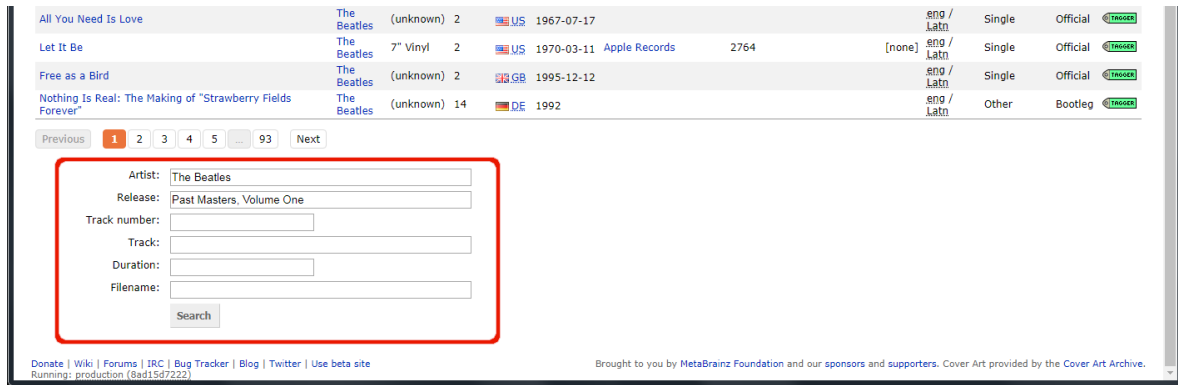 All You Need Is Love The Beatles (unknown) 2 US 1967-07-17 eng / Latn Single Official TAGGER
Let It Be The Beatles 7" Vinyl 2 US 1970-03-11 Apple Records 2764 [none] eng / Latn Single Official TAGGER
Free as a Bird The Beatles (unknown) 2 GB 1995-12-12 eng / Latn Single Official TAGGER
Nothing Is Real: The Making of "Strawberry Fields
Forever" The Beatles (unknown) 14 DE 1992 eng / Latn Other Bootleg TAGGER
Previous 1 2 3 4 5 ... 93 Next
Artist: The Beatles
Release: Past Masters, Volume One
Track number:
Track:
Duration:
Filename:
Search
Donate | Wiki | Forums | IRC | Bug Tracker | Blog | Twitter | Use beta site Brought to you by MetaBrainz Foundation and our sponsors and supporters. Cover Art provided by the Cover Art Archive.
Running: production (8ad15d7222)